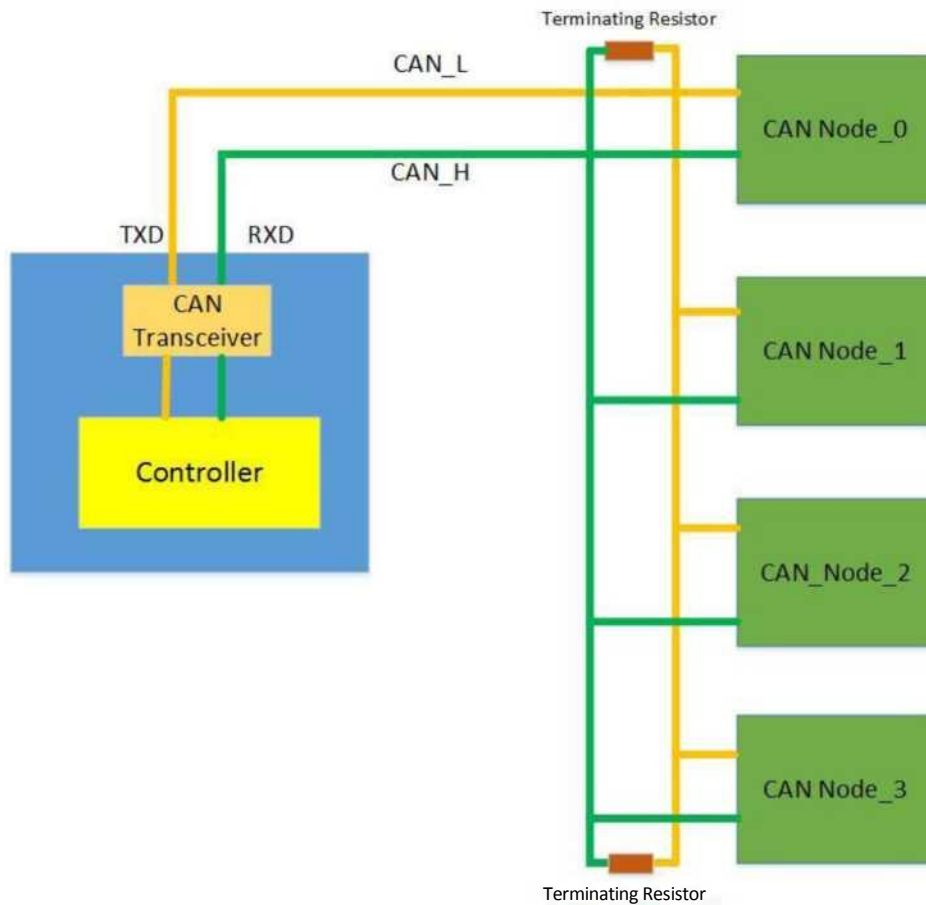 Terminating Resistor
CAN_L
CAN Node_0
CAN_H
TXD
RXD
CAN
Transceiver
CAN Node_1
Controller
CAN_Node_2
CAN Node_3
Terminating Resistor